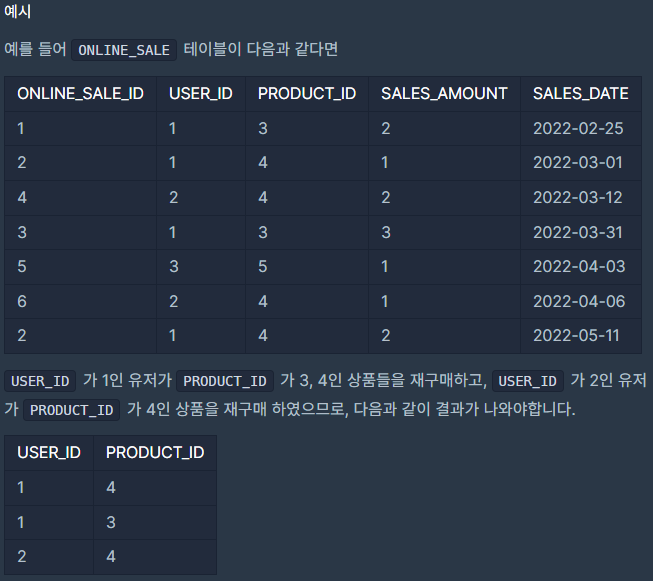 예시
예를 들어 ONLINE_SALE 테이블이 다음과 같다면
ONLINE_SALE_ID USER_ID PRODUCT_ID SALES_AMOUNT SALES_DATE
1 1 3 2 2022-02-25
2 1 4 1 2022-03-01
4 2 4 2 2022-03-12
3 1 3 3 2022-03-31
5 3 5 1 2022-04-03
6 2 4 1 2022-04-06
2 1 4 2 2022-05-11
USER_ID 가 1인 유저가 PRODUCT_ID 가 3, 4인 상품들을 재구매하고, USER_ID 가 2인 유저
가 PRODUCT_ID 가 4인 상품을 재구매 하였으므로, 다음과 같이 결과가 나와야합니다.
USER_ID PRODUCT_ID
1 4
1 3
2 4